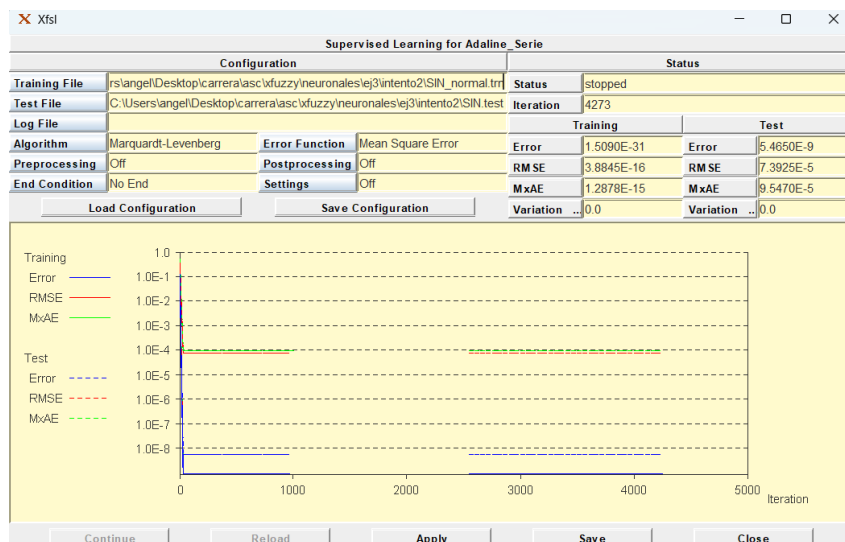 Xfsl
Supervised Learning for Adaline_Serie
Configuration
Training File rs\angel\Desktop\carrera\asc\xfuzzy\neuronales\ej3\intento2\SIN_normal.trn
Test File C:\Users\angel\Desktop\carrera\asc\xfuzzy\neuronales\ej3\intento2\SIN.test
Log File
Algorithm Marquardt-Levenberg Error Function Mean Square Error
Preprocessing Off Postprocessing Off
End Condition No End Settings Off
Load Configuration Save Configuration
Status
Status stopped
Iteration 4273
Training Test
Error 1.5090E-31 Error 5.4650E-9
RMSE 3.8845E-16 RMSE 7.3925E-5
MxAE 1.2878E-15 MxAE 9.5470E-5
Variation ... 0.0 Variation ... 0.0
Training
Error
RMSE
MxAE
Test
Error
RMSE
MxAE
1.0
1.0E-1
1.0E-2
1.0E-3
1.0E-4
1.0E-5
1.0E-6
1.0E-7
1.0E-8
0 1000 2000 3000 4000 5000
Iteration
Continue Reload Apply Save Close